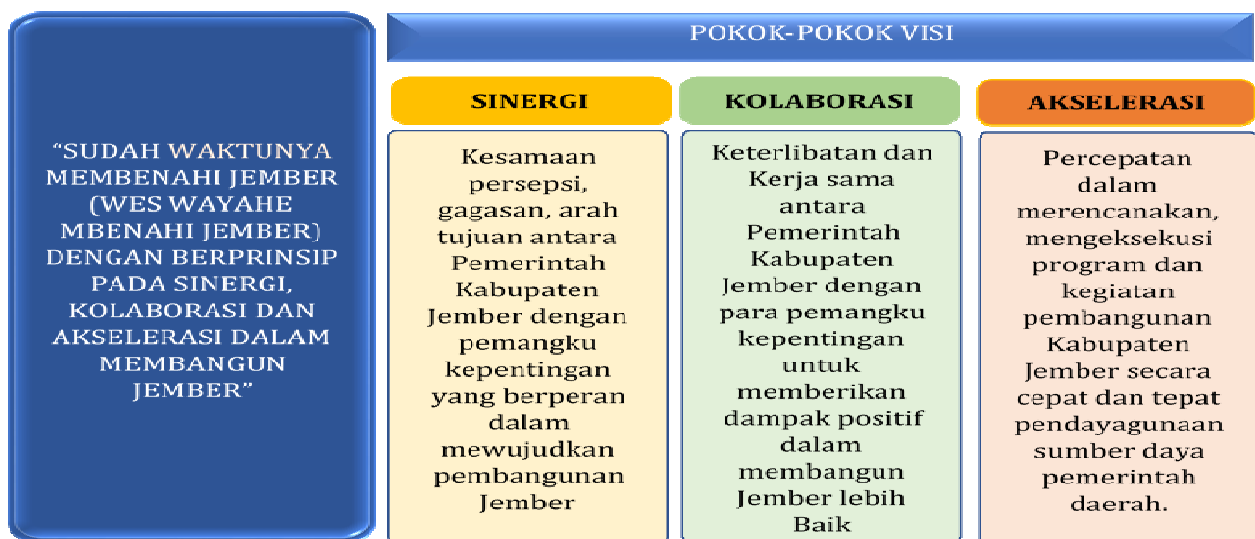 “SUDAH WAKTUNYA
MEMBENAHI JEMBER
(WES WAYAHE
MBENAHI JEMBER)
DENGAN BERPRINSIP
PADA SINERGI,
KOLABORASI DAN
AKSELERASI DALAM
MEMBANGUN
JEMBER”
POKOK-POKOK VISI
SINERGI
Kesamaan
persepsi,
gagasan, arah
tujuan antara
Pemerintah
Kabupaten
Jember dengan
pemangku
kepentingan
yang berperan
dalam
mewujudkan
pembangunan
Jember
KOLABORASI
Keterlibatan dan
Kerja sama
antara
Pemerintah
Kabupaten
Jember dengan
para pemangku
kepentingan
untuk
memberikan
dampak positif
dalam
membangun
Jember lebih
Baik
AKSELERASI
Percepatan
dalam
merencanakan,
mengeksekusi
program dan
kegiatan
pembangunan
Kabupaten
Jember secara
cepat dan tepat
pendayagunaan
sumber daya
pemerintah
daerah.